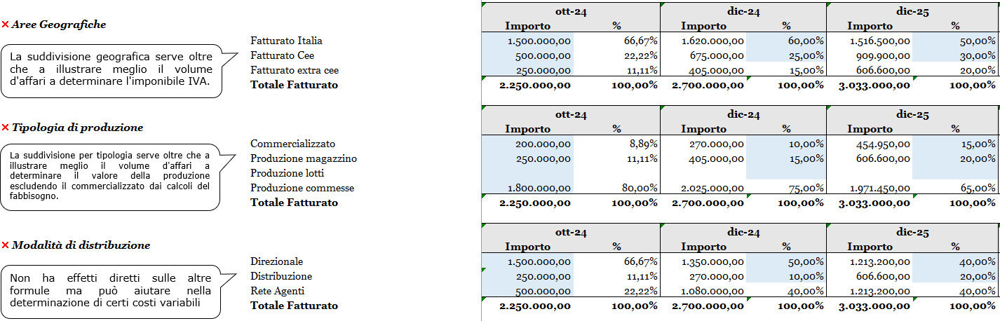 ott-24 dic-24 dic-25
× Aree Geografiche Importo % Importo % Importo %
Fatturato Italia 1.500.000,00 66,67% 1.620.000,00 60,00% 1.516.500,00 50,00%
Fatturato Cee 500.000,00 22,22% 675.000,00 25,00% 909.900,00 30,00%
Fatturato extra cee 250.000,00 11,11% 405.000,00 15,00% 606.600,00 20,00%
Totale Fatturato 2.250.000,00 100,00% 2.700.000,00 100,00% 3.033.000,00 100,00%
La suddivisione geografica serve oltre
che a illustrare meglio il volume
d'affari a determinare l'imponibile IVA.
ott-24 dic-24 dic-25
× Tipologia di produzione Importo % Importo % Importo %
Commercializzato 200.000,00 8,89% 270.000,00 10,00% 454.950,00 15,00%
Produzione magazzino 250.000,00 11,11% 405.000,00 15,00% 606.600,00 20,00%
Produzione lotti
Produzione commesse 1.800.000,00 80,00% 2.025.000,00 75,00% 1.971.450,00 65,00%
Totale Fatturato 2.250.000,00 100,00% 2.700.000,00 100,00% 3.033.000,00 100,00%
La suddivisione per tipologia serve oltre che a
illustrare meglio il volume d'affari a
determinare il valore della produzione
escludendo il commercializzato dai calcoli del
fabbisogno.
ott-24 dic-24 dic-25
× Modalità di distribuzione Importo % Importo % Importo %
Direzionale 1.500.000,00 66,67% 1.350.000,00 50,00% 1.213.200,00 40,00%
Distribuzione 250.000,00 11,11% 270.000,00 10,00% 606.600,00 20,00%
Rete Agenti 500.000,00 22,22% 1.080.000,00 40,00% 1.213.200,00 40,00%
Totale Fatturato 2.250.000,00 100,00% 2.700.000,00 100,00% 3.033.000,00 100,00%
Non ha effetti diretti sulle altre
formule ma può aiutare nella
determinazione di certi costi variabili